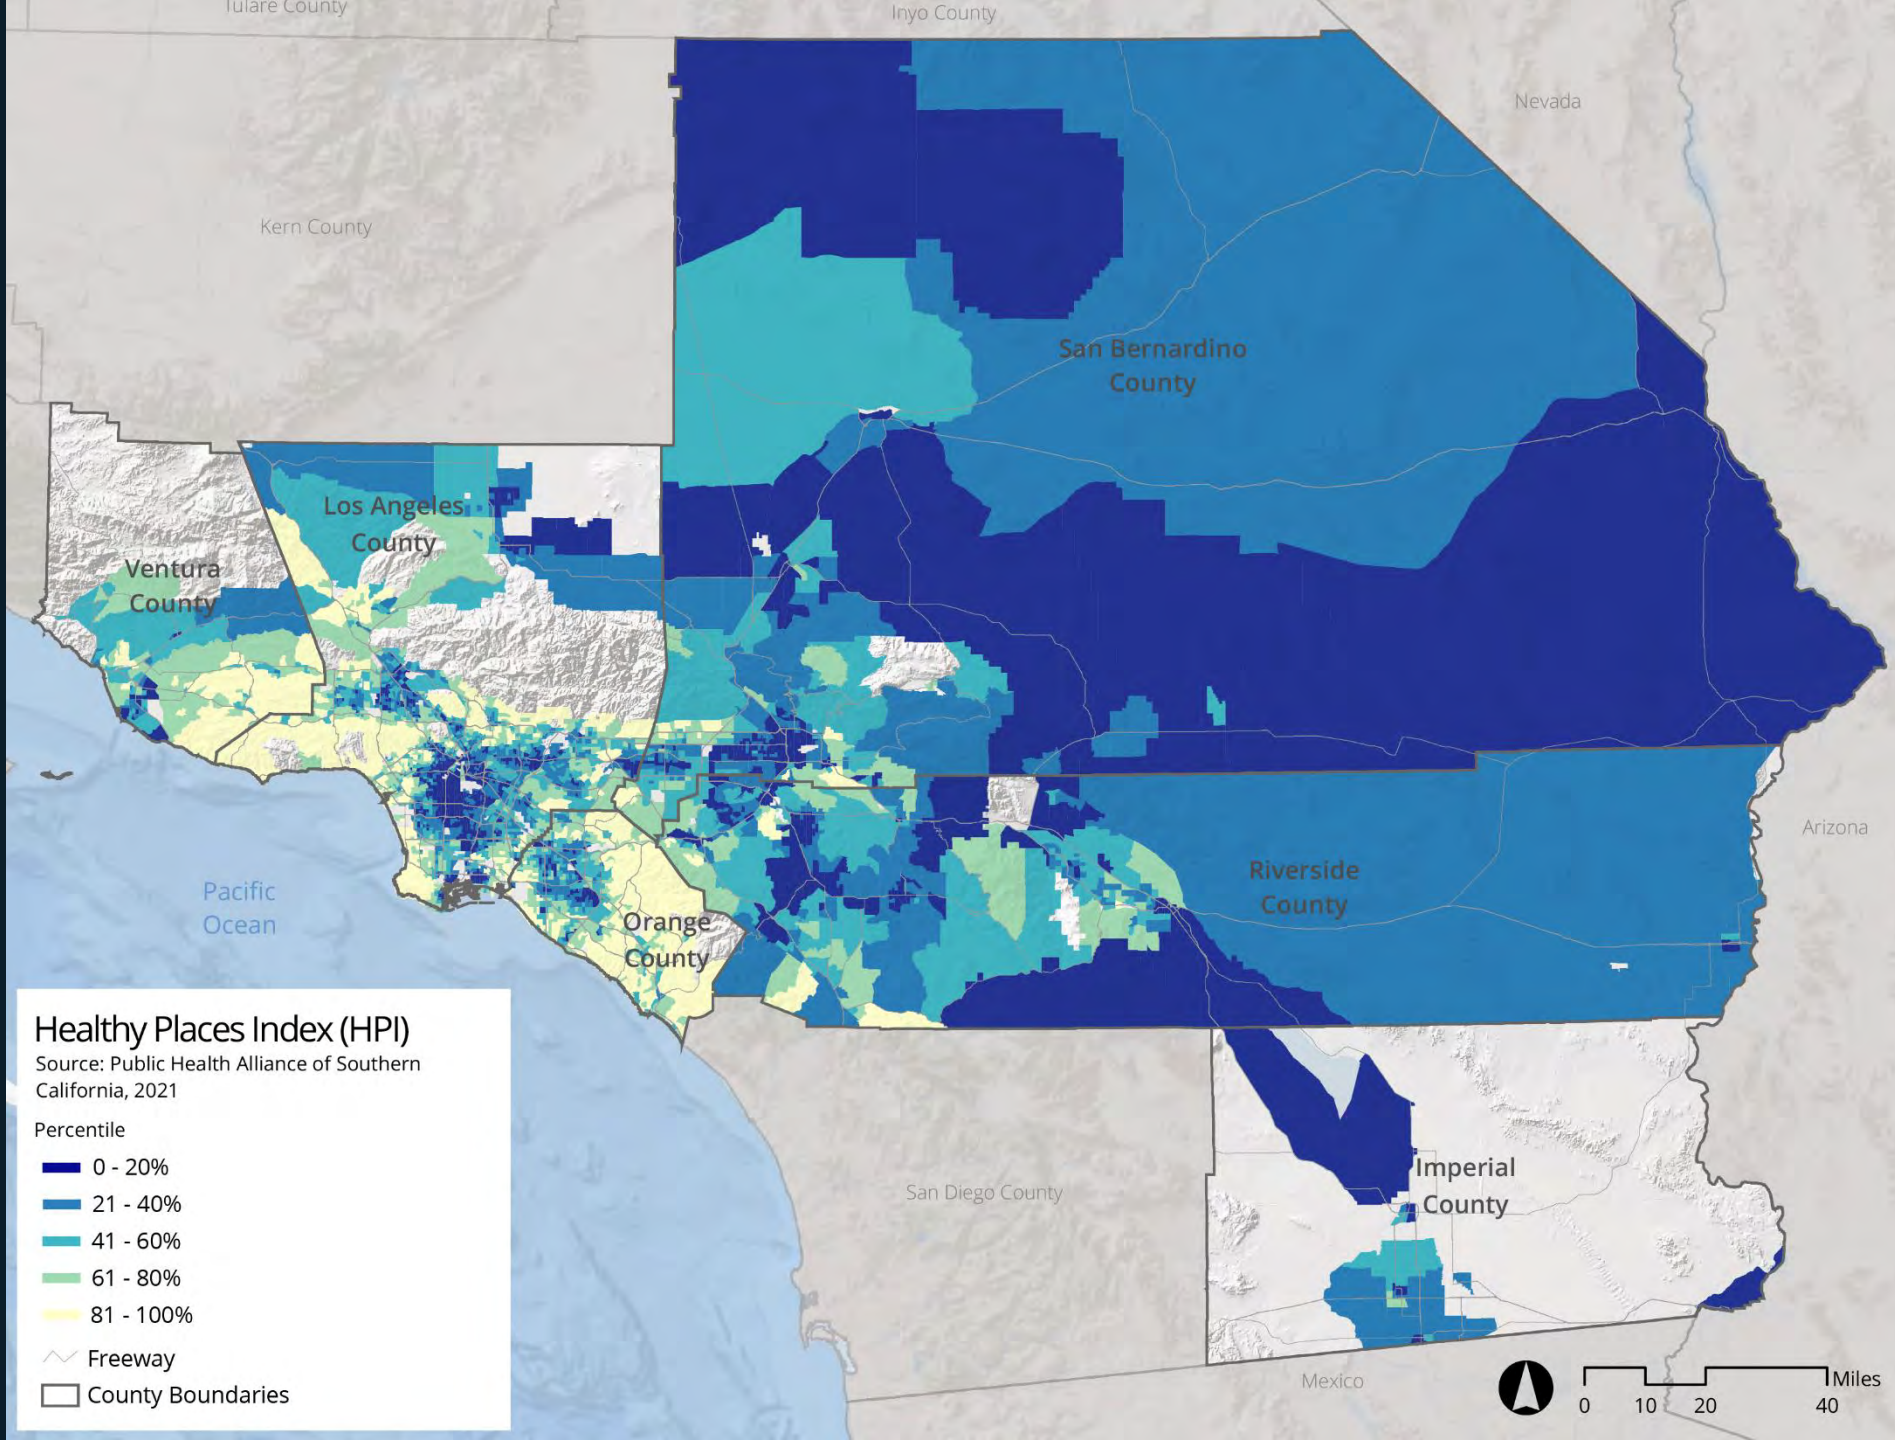 Tulare County
Inyo County
Nevada
Kern County
San Bernardino
County
Los Angeles
County
Ventura
County
Arizona
Riverside
County
Pacific
Ocean
Orange
County
Healthy Places Index (HPI)
Source: Public Health Alliance of Southern
California, 2021
Percentile
0 - 20%
21 - 40%
41 - 60%
61 - 80%
81 - 100%
Freeway
County Boundaries
San Diego County
Imperial
County
Mexico
Miles
0 10 20 40